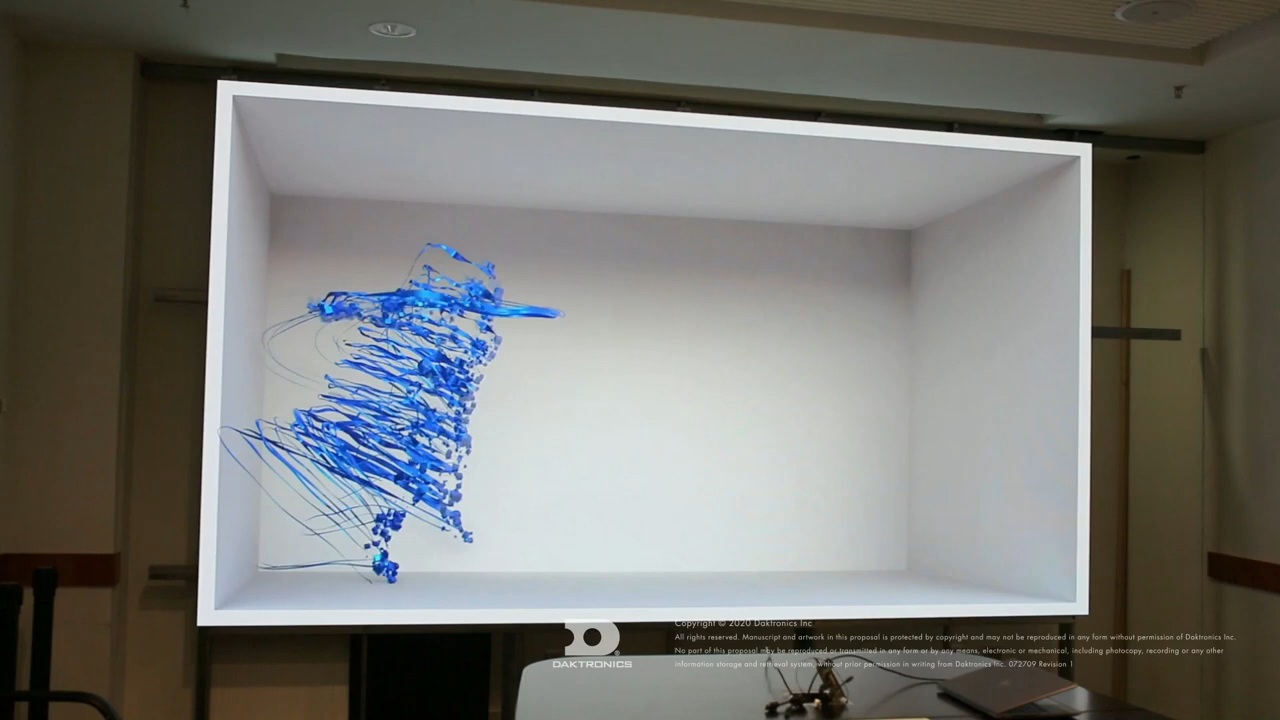 Copyright © 2020 Daktronics Inc
All rights reserved. Manuscript and artwork in this proposal is protected by copyright and may not be reproduced in any form without permission of Daktronics Inc.
No part of this proposal may be reproduced or transmitted in any form or by any means, electronic or mechanical, including photocopy, recording or any other
information storage and retrieval system, without prior permission in writing from Daktronics Inc. 072709 Revision 1
DAKTRONICS